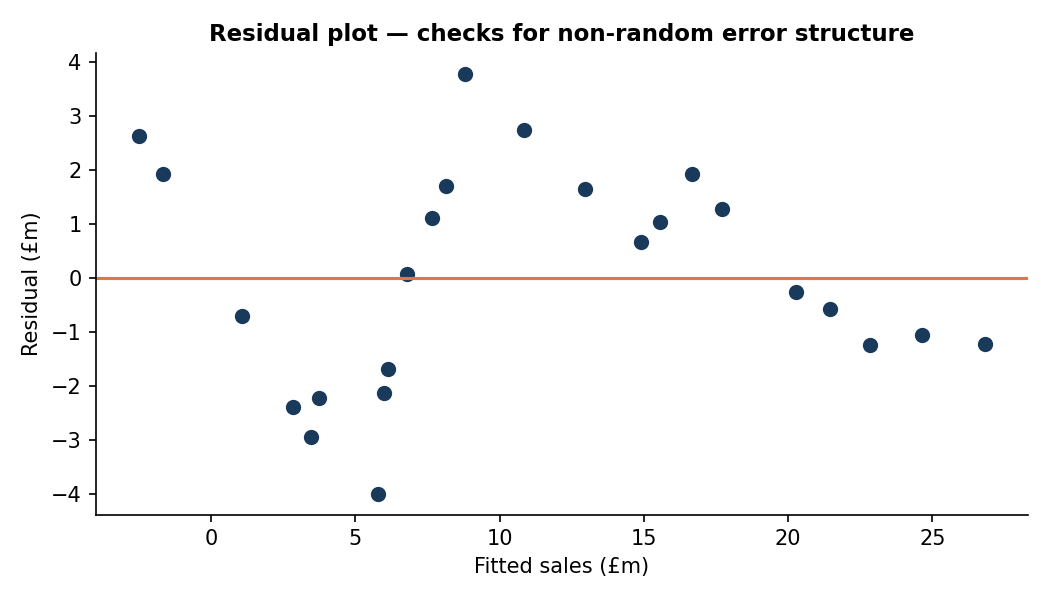 Residual plot — checks for non-random error structure
Residual (£m)
4
3
2
1
0
−1
−2
−3
−4
0 5 10 15 20 25
Fitted sales (£m)